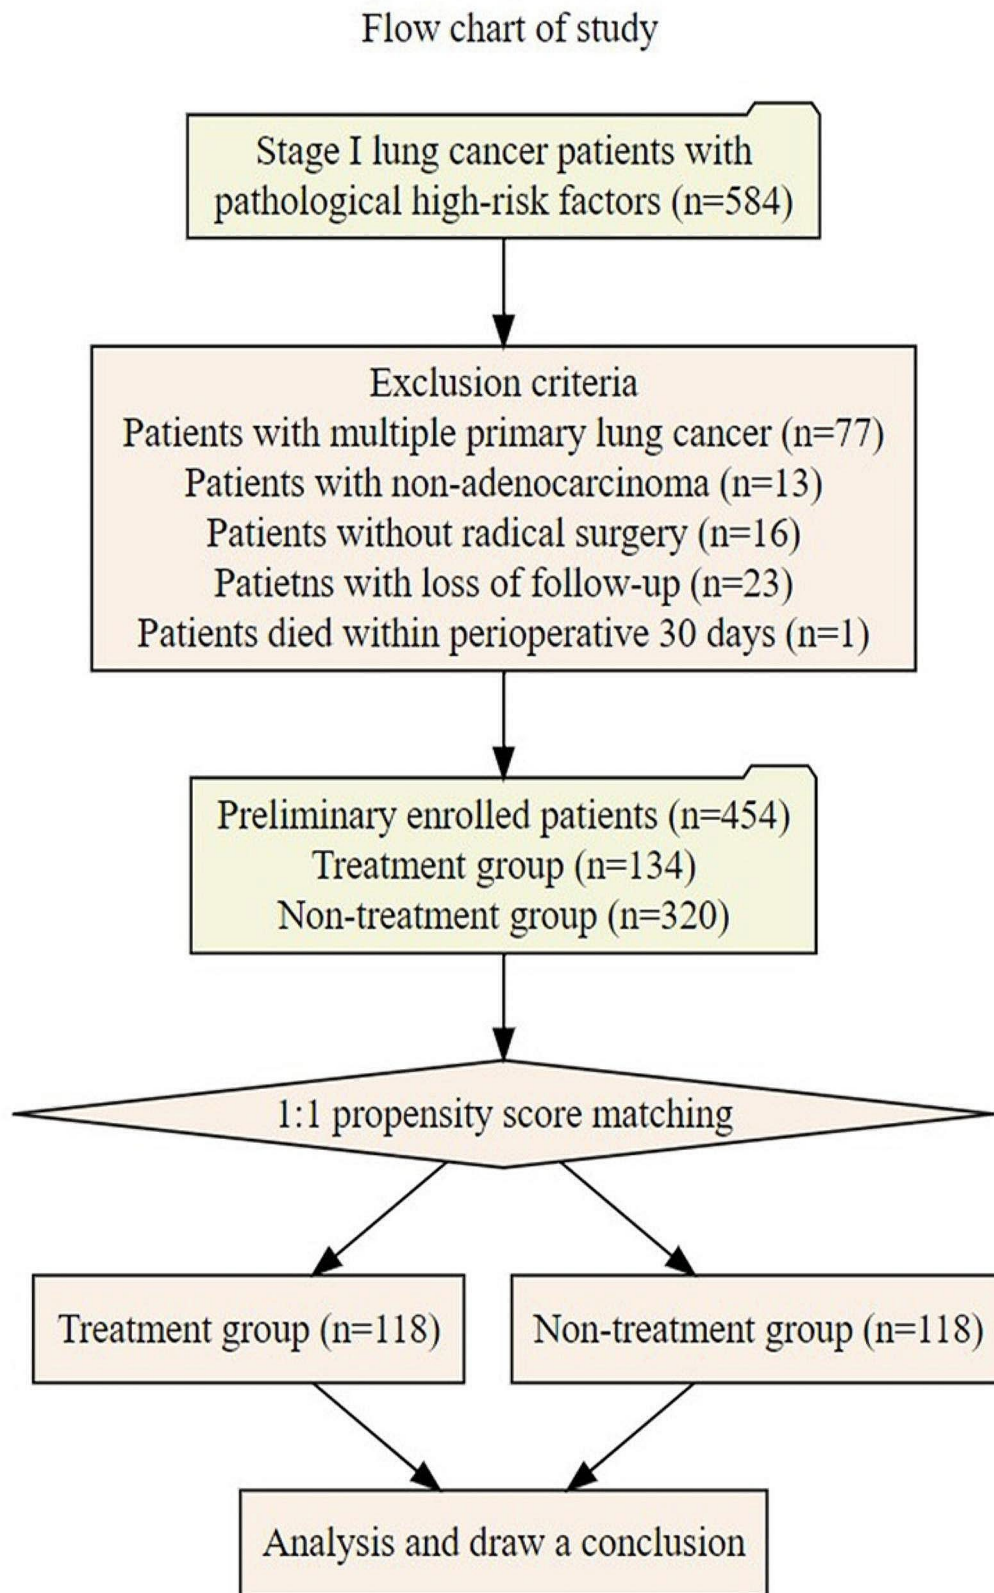 Flow chart of study
Stage I lung cancer patients with
pathological high-risk factors (n=584)
Exclusion criteria
Patients with multiple primary lung cancer (n=77)
Patients with non-adenocarcinoma (n=13)
Patients without radical surgery (n=16)
Patietns with loss of follow-up (n=23)
Patients died within perioperative 30 days (n=1)
Preliminary enrolled patients (n=454)
Treatment group (n=134)
Non-treatment group (n=320)
1:1 propensity score matching
Treatment group (n=118)
Non-treatment group (n=118)
Analysis and draw a conclusion